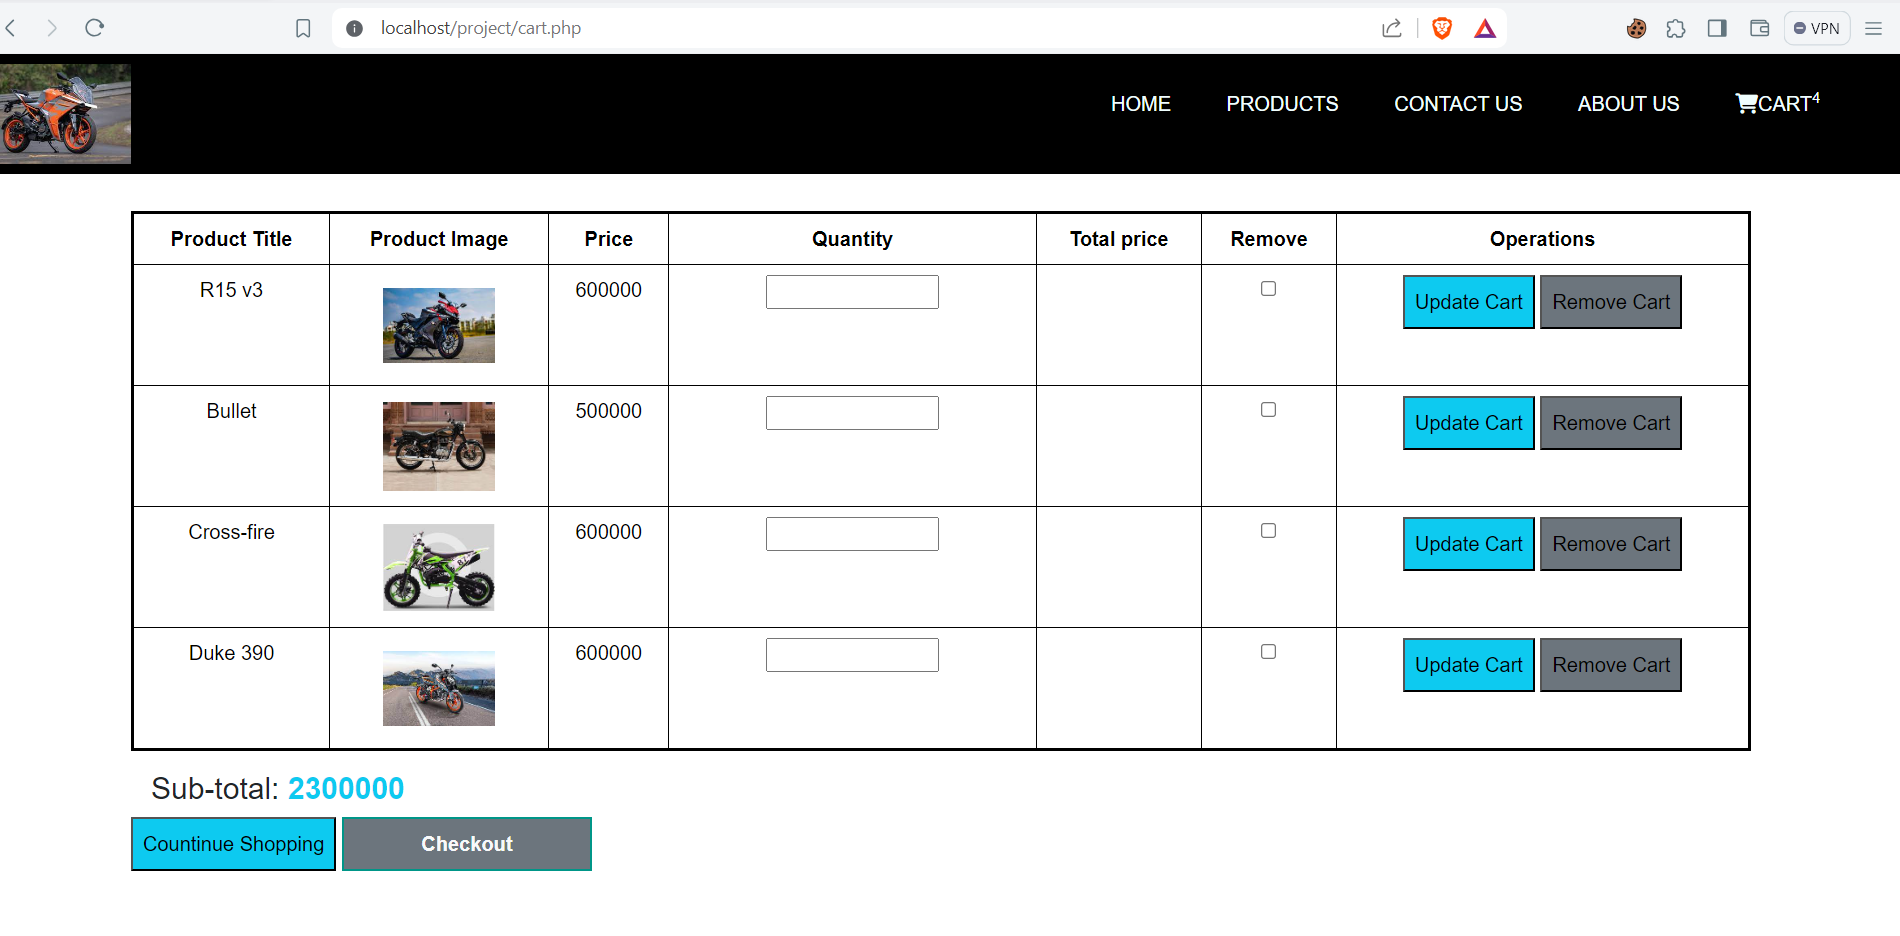 localhost/project/cart.php
VPN
HOME PRODUCTS CONTACT US ABOUT US CART4
Product Title Product Image Price Quantity Total price Remove Operations
R15 v3 600000 Update Cart Remove Cart
Bullet 500000 Update Cart Remove Cart
Cross-fire 600000 Update Cart Remove Cart
Duke 390 600000 Update Cart Remove Cart
Sub-total: 2300000
Countinue Shopping Checkout